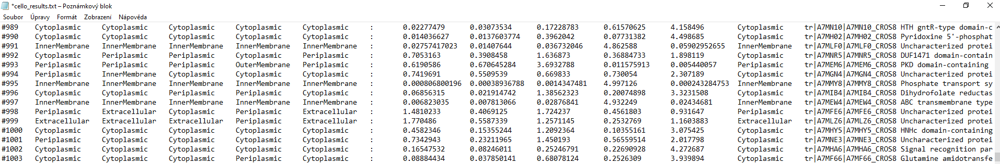 *cello_results.txt – Poznámkový blok
Soubor Úpravy Formát Zobrazení Nápověda
#989 Cytoplasmic Cytoplasmic Cytoplasmic Cytoplasmic Cytoplasmic : 0.02277479 0.03073534 0.17228783 0.61570625 4.158496 Cytoplasmic tr|A7MN10|A7MN10_CROS8 HTH gntR-type domain-c
#990 Cytoplasmic Cytoplasmic Cytoplasmic Cytoplasmic Cytoplasmic : 0.014036627 0.0137603774 0.3962042 0.07731382 4.498685 Cytoplasmic tr|A7MH02|A7MH02_CROS8 Pyridoxine 5'-phosphat
#991 InnerMembrane InnerMembrane InnerMembrane InnerMembrane InnerMembrane : 0.02757417023 0.01407644 0.036732046 4.862588 0.05902952655 InnerMembrane tr|A7MLF0|A7MLF0_CROS8 Uncharacterized protei
#992 Cytoplasmic Periplasmic Periplasmic Cytoplasmic Periplasmic : 0.7053163 0.3908458 1.636873 0.36884733 1.898119 Cytoplasmic tr|A7MNR5|A7MNR5_CROS8 DUF1471 domain-contain
#993 Periplasmic Periplasmic Periplasmic OuterMembrane Periplasmic : 0.6190586 0.670645284 3.6932788 0.011575913 0.005440057 Periplasmic tr|A7MEM6|A7MEM6_CROS8 PKD domain-containing
#994 Periplasmic InnerMembrane Cytoplasmic Cytoplasmic Cytoplasmic : 0.7419691 0.5509539 0.669833 0.730054 2.307189 Cytoplasmic tr|A7MGN4|A7MGN4_CROS8 Uncharacterized protei
#995 InnerMembrane InnerMembrane InnerMembrane InnerMembrane InnerMembrane : 0.000806800196 0.00038936788 0.0014347481 4.997126 0.000243284753 InnerMembrane tr|A7MMY8|A7MMY8_CROS8 Phosphate transport sy
#996 Cytoplasmic Cytoplasmic Periplasmic Periplasmic Cytoplasmic : 0.06856315 0.021914742 1.38562323 0.20074898 3.3231508 Cytoplasmic tr|A7MIB4|A7MIB4_CROS8 Dihydrofolate reductas
#997 InnerMembrane InnerMembrane InnerMembrane InnerMembrane InnerMembrane : 0.006823035 0.007813066 0.02876841 4.932249 0.02434681 InnerMembrane tr|A7MEW4|A7MEW4_CROS8 ABC transmembrane type
#998 Periplasmic Extracellular Cytoplasmic Periplasmic Extracellular : 1.4810233 0.4069125 1.724237 0.4561803 0.931647 Periplasmic tr|A7MFE6|A7MFE6_CROS8 Uncharacterized protei
#999 Extracellular Extracellular Extracellular Periplasmic Extracellular : 1.770486 0.5587339 1.2571145 0.2532769 1.1603883 Extracellular tr|A7MLZ6|A7MLZ6_CROS8 Uncharacterized protei
#1000 Cytoplasmic Cytoplasmic Cytoplasmic Cytoplasmic Cytoplasmic : 0.4582346 0.15355244 1.2092364 0.10355161 3.075425 Cytoplasmic tr|A7MHY5|A7MHY5_CROS8 HNHc domain-containing
#1001 Periplasmic Cytoplasmic Cytoplasmic Cytoplasmic Cytoplasmic : 0.7342943 0.23211965 1.450193 0.56559514 2.017798 Cytoplasmic tr|A7MNE3|A7MNE3_CROS8 Uncharacterized protei
#1002 Cytoplasmic Cytoplasmic Cytoplasmic Cytoplasmic Cytoplasmic : 0.16547532 0.08246011 0.25246791 0.22690928 4.272687 Cytoplasmic tr|A7MHA6|A7MHA6_CROS8 Signal recognition par
#1003 Cytoplasmic Cytoplasmic Cytoplasmic Periplasmic Cytoplasmic : 0.08884434 0.037850141 0.68078124 0.2526309 3.939894 Cytoplasmic tr|A7MF66|A7MF66_CROS8 Glutamine amidotransfe